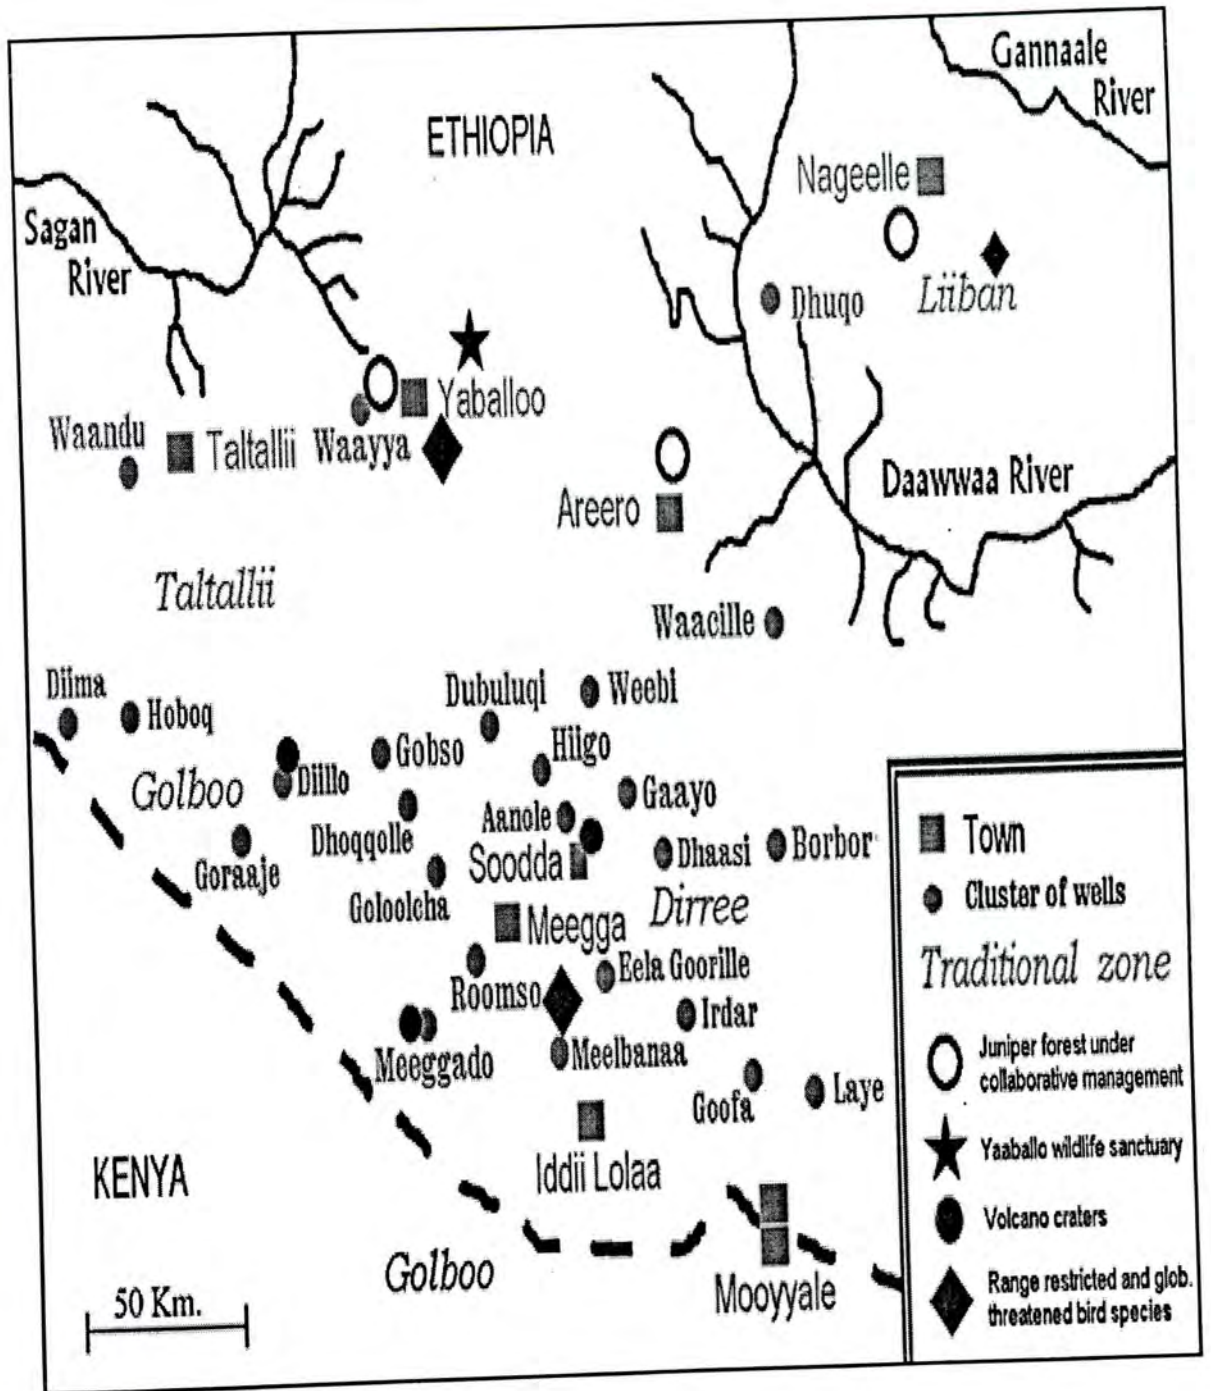 Gannaale
River
ETHIOPIA
Nageelle
Sagan
River
Dhuqo
Liiban
Yaballoo
Waandu
Taltallii
Waayya
Areero
Daawwaa River
Taltallii
Waacille
Diima
Hoboq
Dubuluqi
Weebi
Gobso
Hiigo
Golboo
Diillo
Gaayo
Aanole
Dhoqqolle
Soodda
Dhaasi
Borbor
Goraaje
Goloolcha
Meegga
Dirree
Eela Goorille
Roomso
Irdar
Meeggado
Meelbanaa
Goofa
Laye
KENYA
Iddii Lolaa
Golboo
Mooyyale
50 Km.
Town
Cluster of wells
Traditional zone
Juniper forest under
collaborative management
Yaaballo wildlife sanctuary
Volcano craters
Range restricted and glob.
threatened bird species